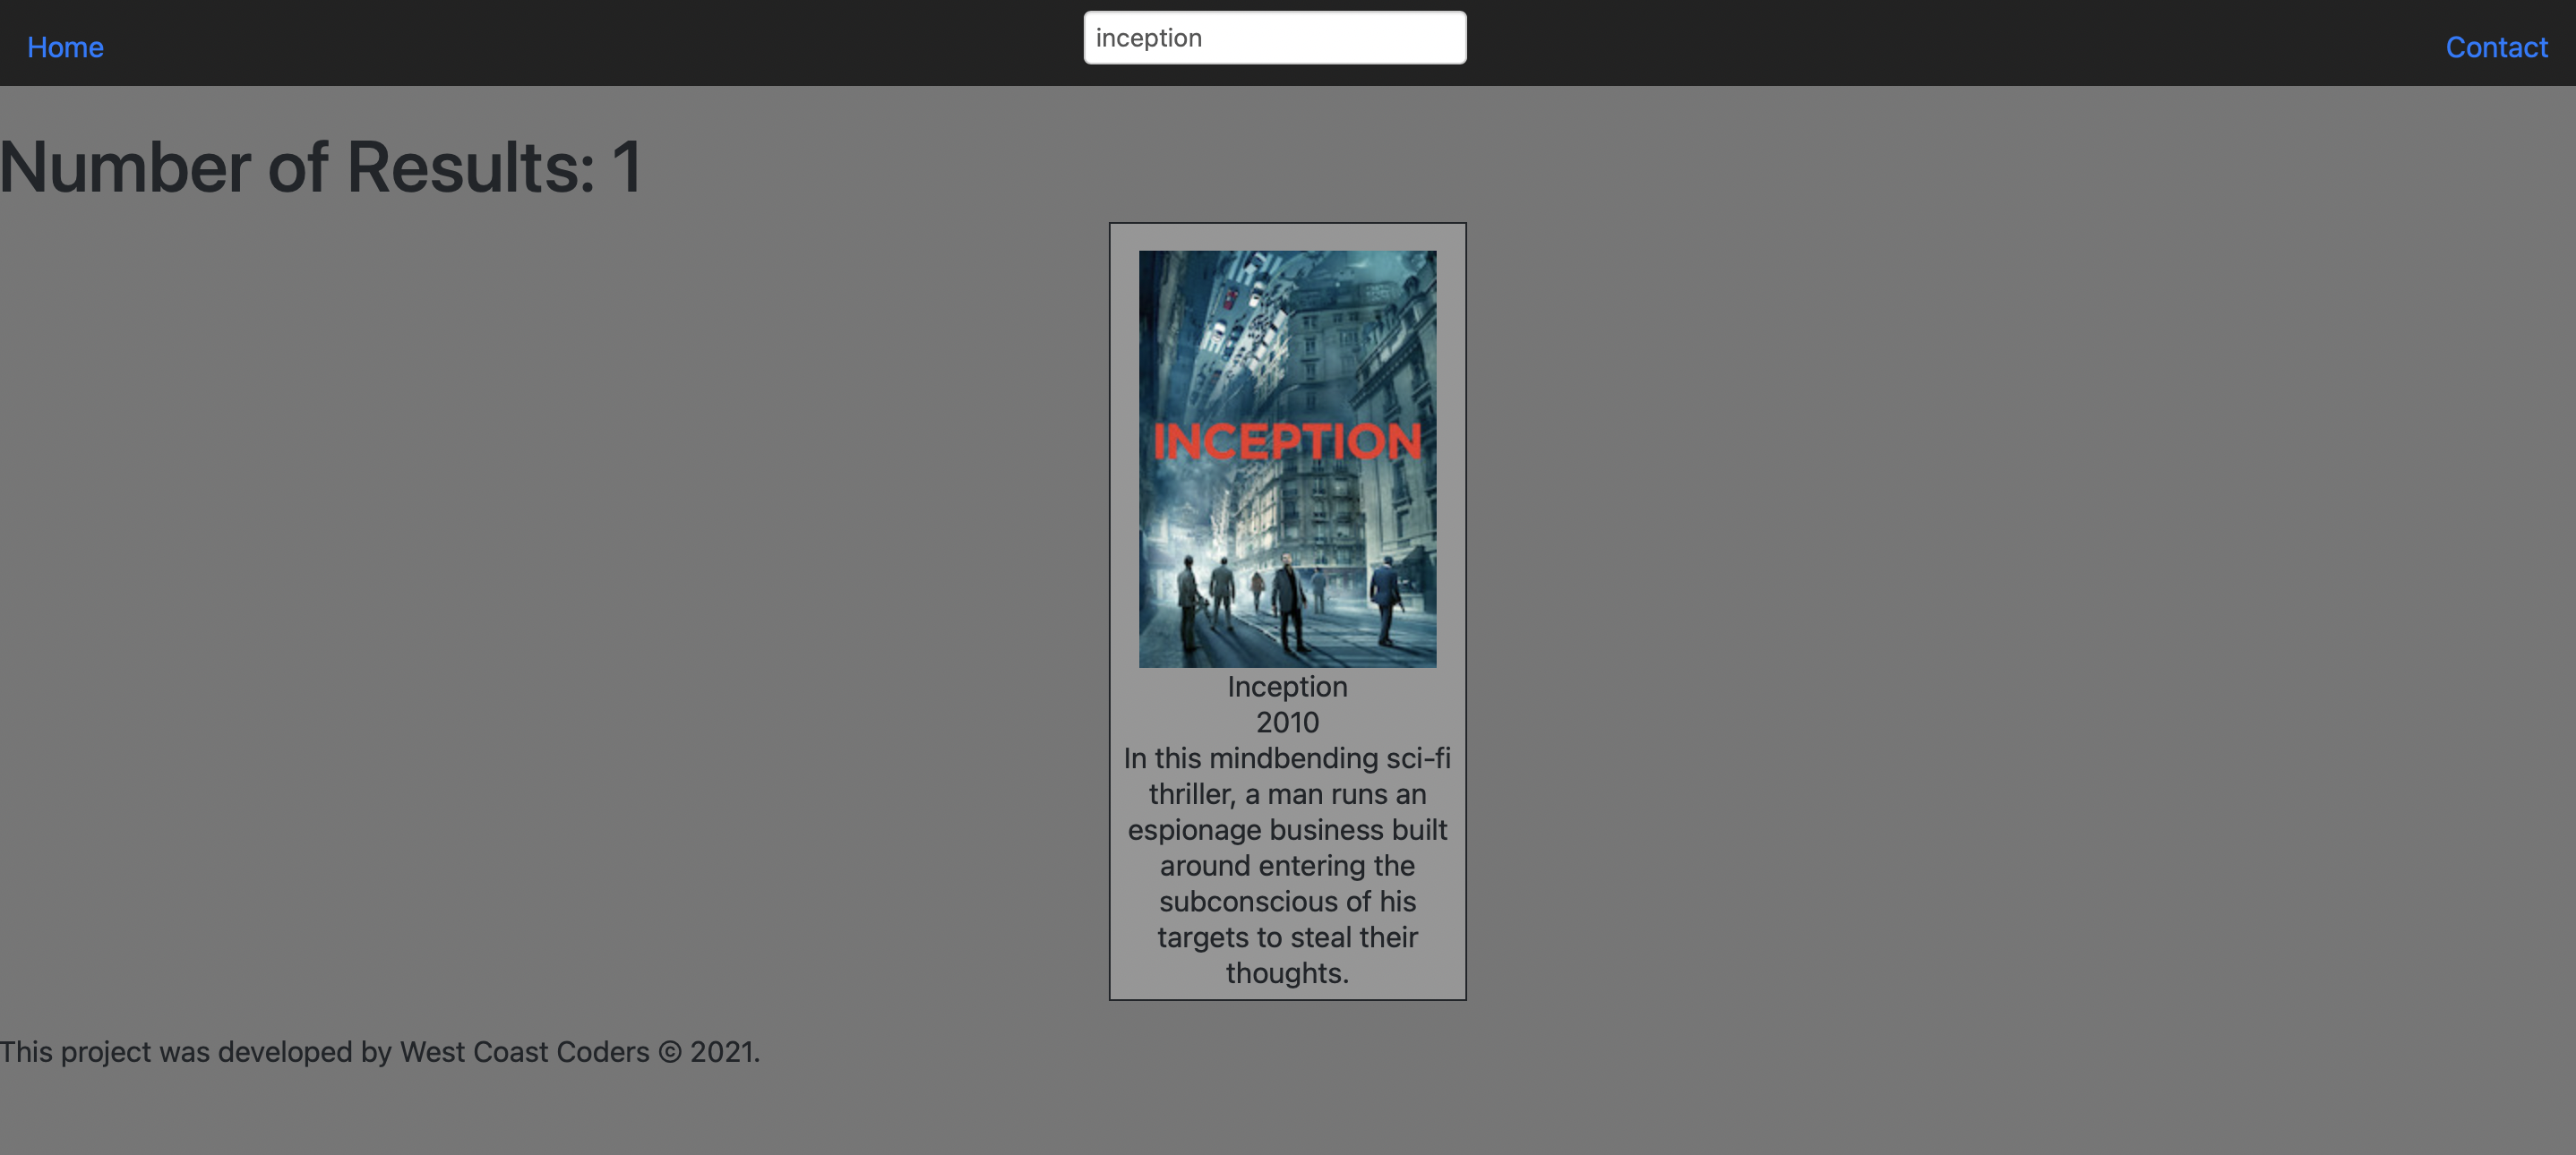 Home
inception
Contact
Number of Results: 1
INCEPTION
Inception
2010
In this mindbending sci-fi
thriller, a man runs an
espionage business built
around entering the
subconscious of his
targets to steal their
thoughts.
This project was developed by West Coast Coders © 2021.